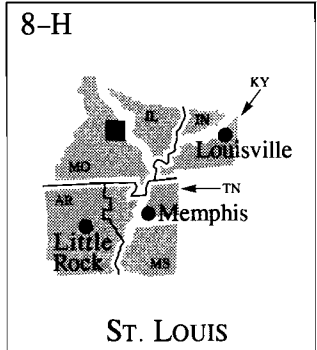 8–H
KY
IL
IN
Louisville
MO
TN
AR
Memphis
Little
Rock
MS
ST. LOUIS